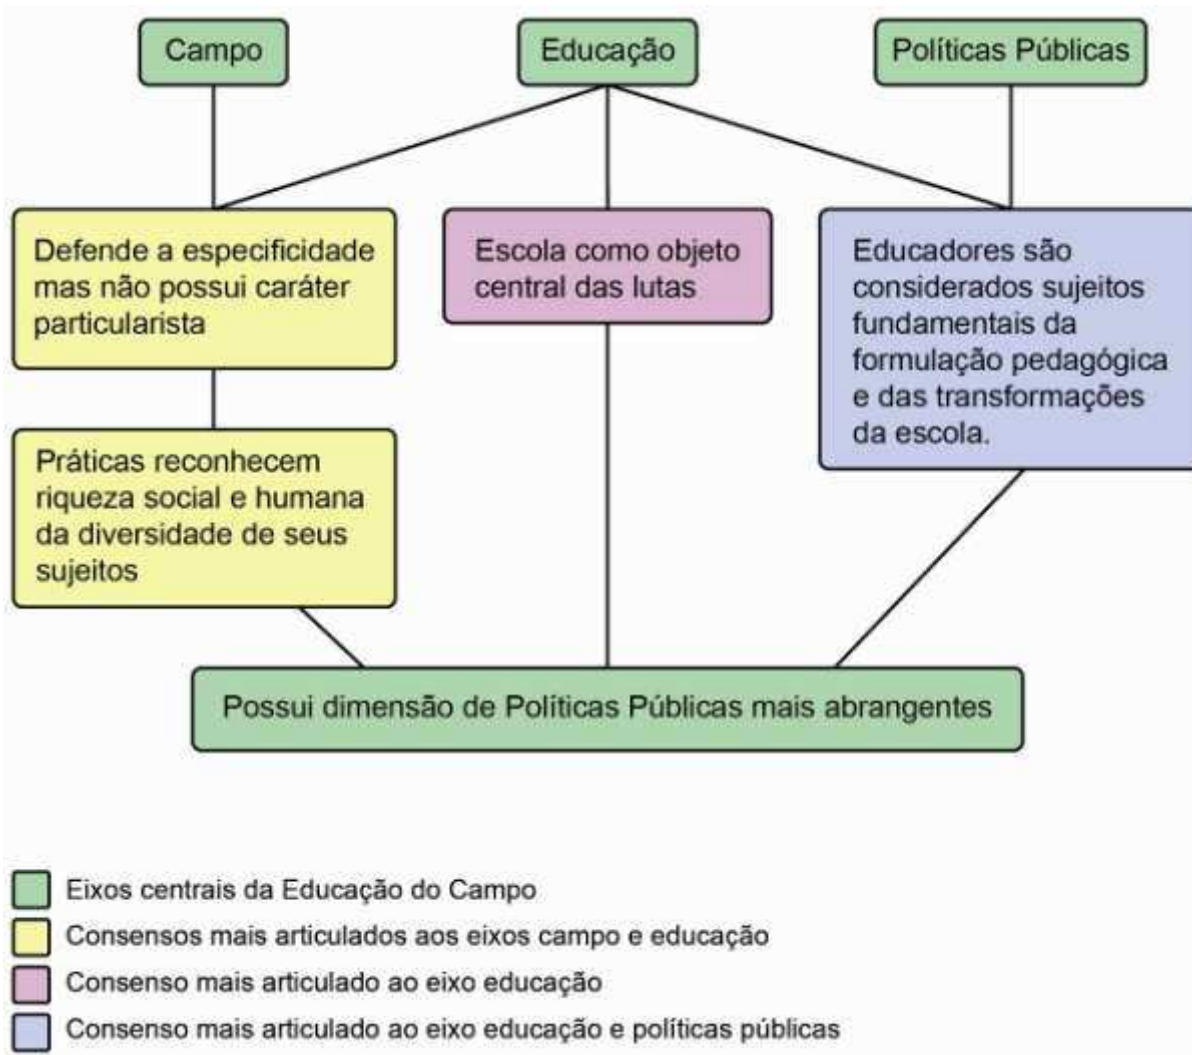 Campo
Educação
Políticas Públicas
Defende a especificidade
mas não possui caráter
particularista
Escola como objeto
central das lutas
Educadores são
considerados sujeitos
fundamentais da
formulação pedagógica
e das transformações
da escola.
Práticas reconhecem
riqueza social e humana
da diversidade de seus
sujeitos
Possui dimensão de Políticas Públicas mais abrangentes
Eixos centrais da Educação do Campo
Consensos mais articulados aos eixos campo e educação
Consenso mais articulado ao eixo educação
Consenso mais articulado ao eixo educação e políticas públicas